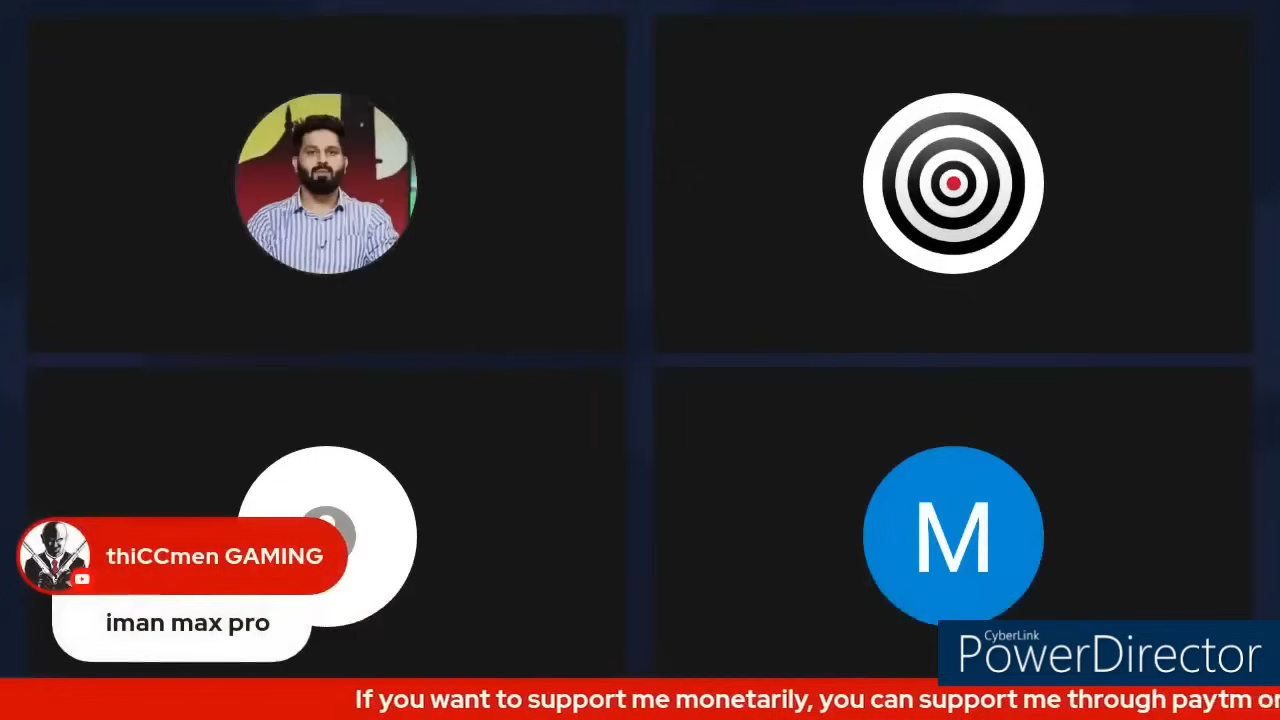 M
thiCCmen GAMING
iman max pro
CyberLink
PowerDirector
If you want to support me monetarily, you can support me through paytm or